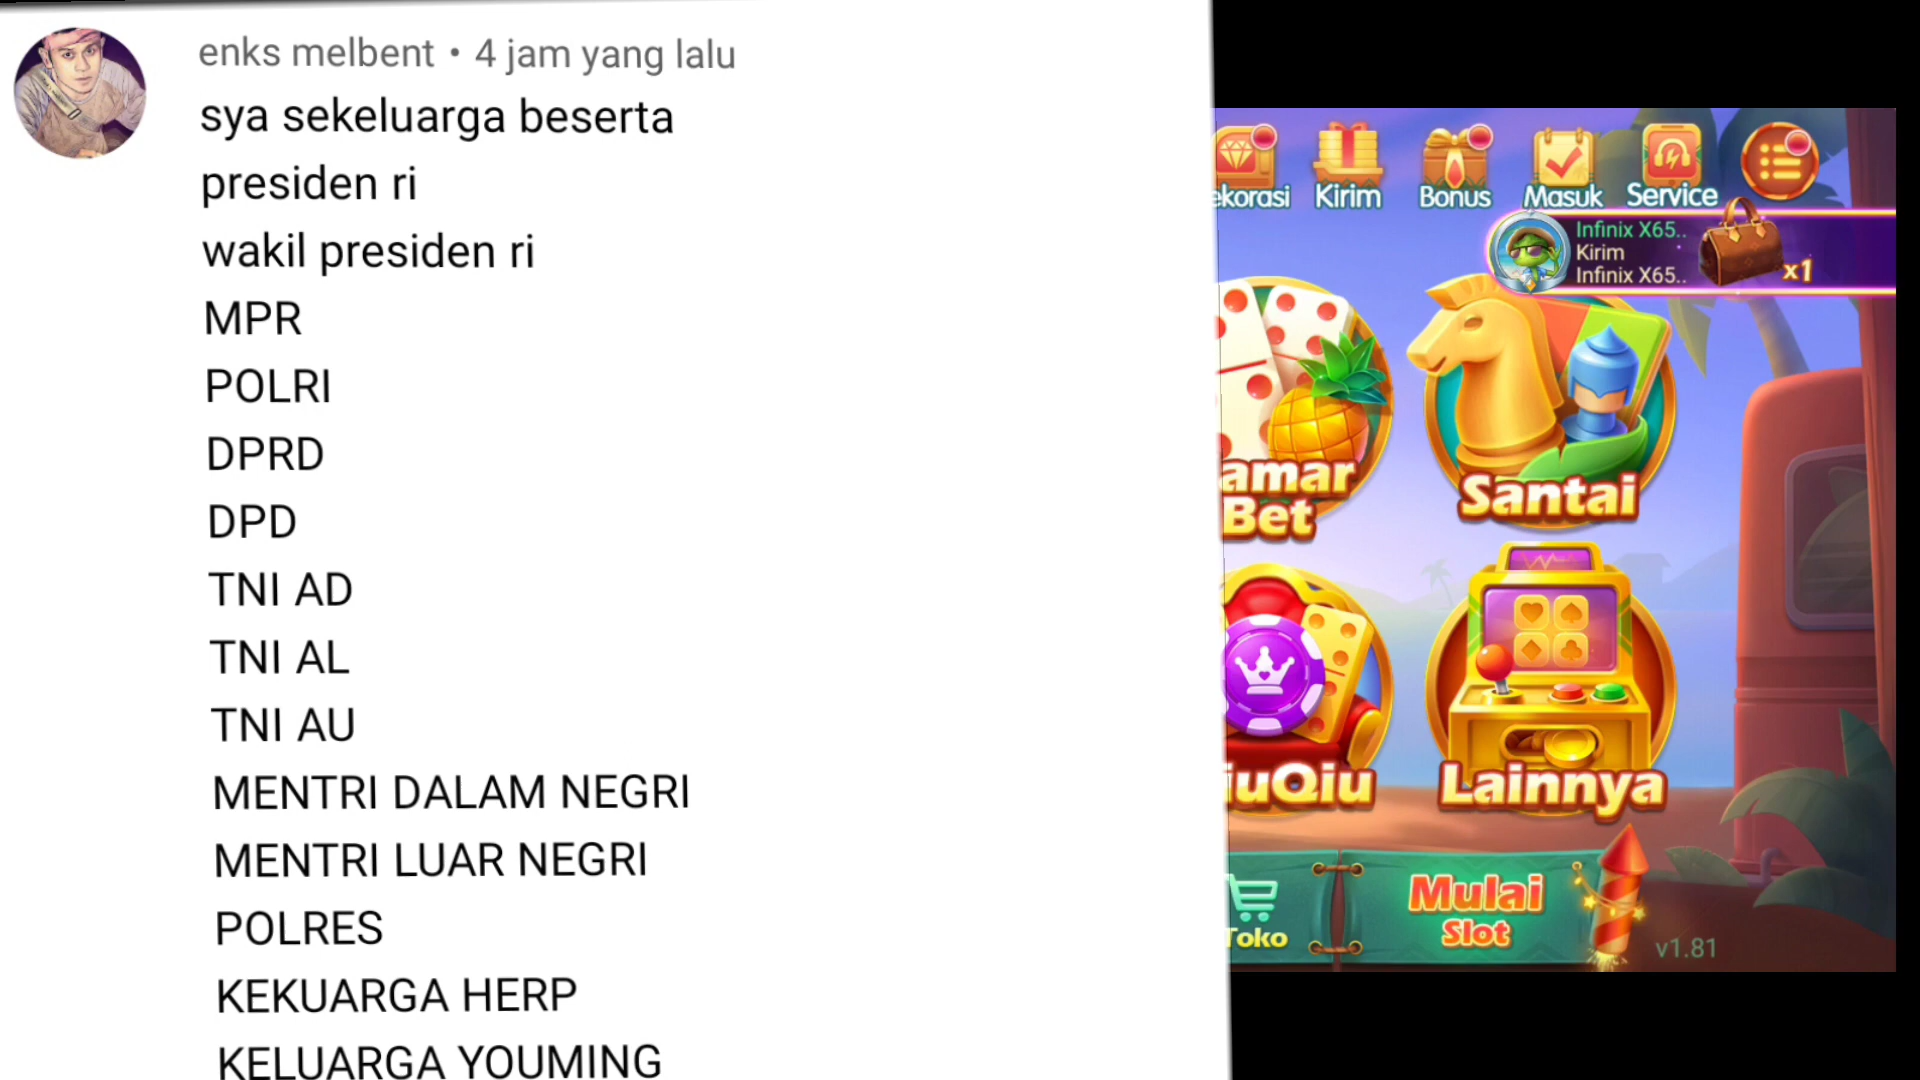 enks melbent • 4 jam yang lalu
sya sekeluarga beserta
presiden ri
wakil presiden ri
MPR
POLRI
DPRD
DPD
TNI AD
TNI AL
TNI AU
MENTRI DALAM NEGRI
MENTRI LUAR NEGRI
POLRES
KEKUARGA HERP
KELUARGA YOUMING
ekorasi
Kirim
Bonus
Masuk
Service
Infinix X65..
Kirim
Infinix X65..
x1
amar
Bet
Santai
iuQiu
Lainnya
Toko
Mulai
Slot
v1.81